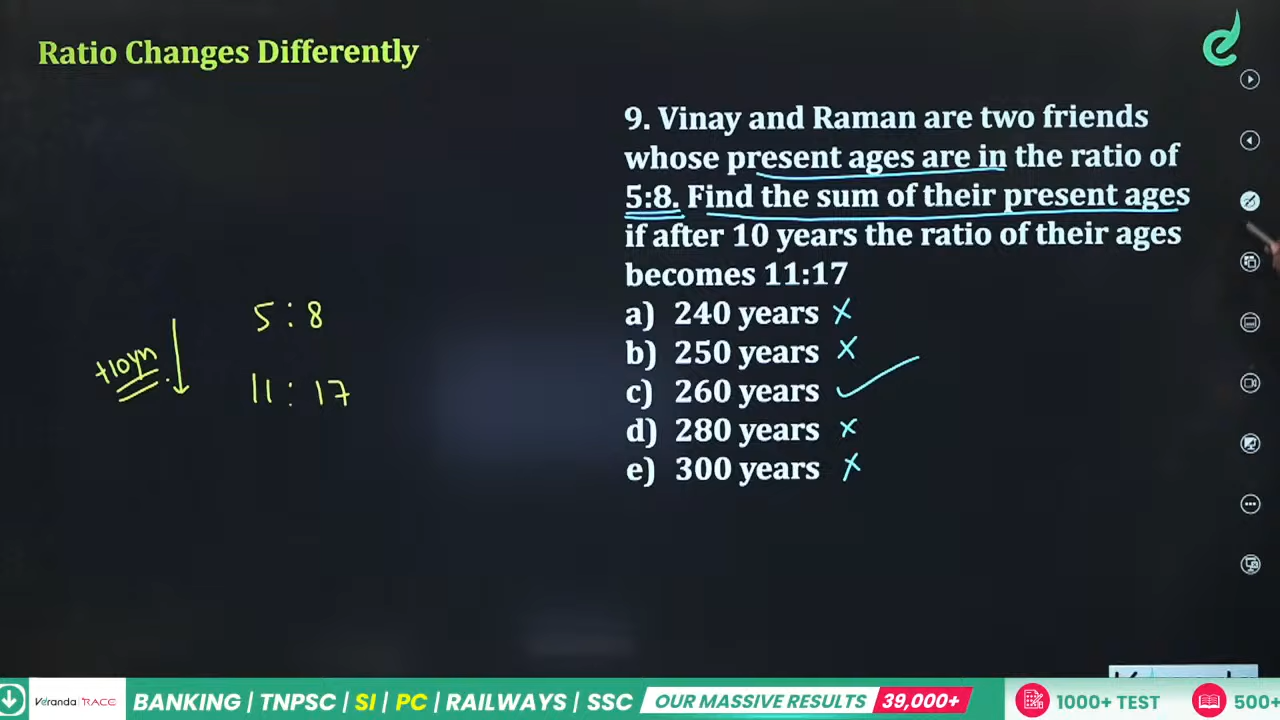 Ratio Changes Differently
9. Vinay and Raman are two friends
whose present ages are in the ratio of
5:8. Find the sum of their present ages
if after 10 years the ratio of their ages
becomes 11:17
a) 240 years ×
b) 250 years ×
c) 260 years ✓
d) 280 years ×
e) 300 years ×
5 : 8
+10yrs
11 : 17
Veranda RACE
BANKING | TNPSC | SI | PC | RAILWAYS | SSC
OUR MASSIVE RESULTS 39,000+
1000+ TEST
500+